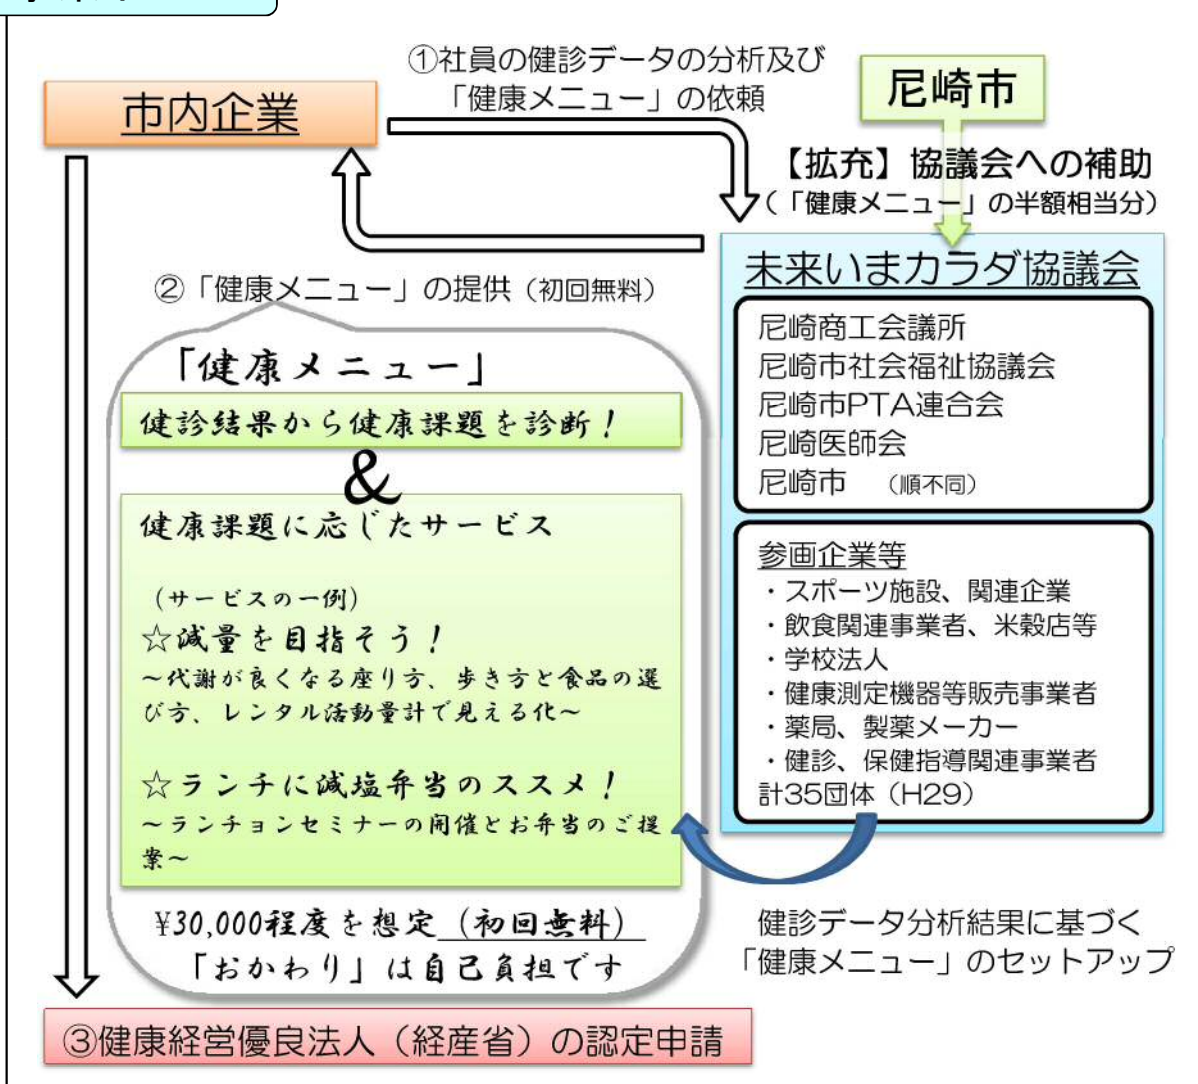 ①社員の健診データの分析及び
「健康メニュー」の依頼
市内企業
尼崎市
【拡充】協議会への補助
（「健康メニュー」の半額相当分）
未来いまカラダ協議会
尼崎商工会議所
尼崎市社会福祉協議会
尼崎市PTA連合会
尼崎医師会
尼崎市　（順不同）
参画企業等
・スポーツ施設、関連企業
・飲食関連事業者、米穀店等
・学校法人
・健康測定機器等販売事業者
・薬局、製薬メーカー
・健診、保健指導関連事業者
計35団体（H29）
②「健康メニュー」の提供（初回無料）
「健康メニュー」
健診結果から健康課題を診断！
&
健康課題に応じたサービス
（サービスの一例）
☆減量を目指そう！
～代謝が良くなる座り方、歩き方と食品の選
び方、レンタル活動量計で見える化～
☆ランチに減塩弁当のススメ！
～ランチョンセミナーの開催とお弁当のご提
案～
¥30,000程度を想定（初回無料）
「おかわり」は自己負担です
健診データ分析結果に基づく
「健康メニュー」のセットアップ
③健康経営優良法人（経産省）の認定申請